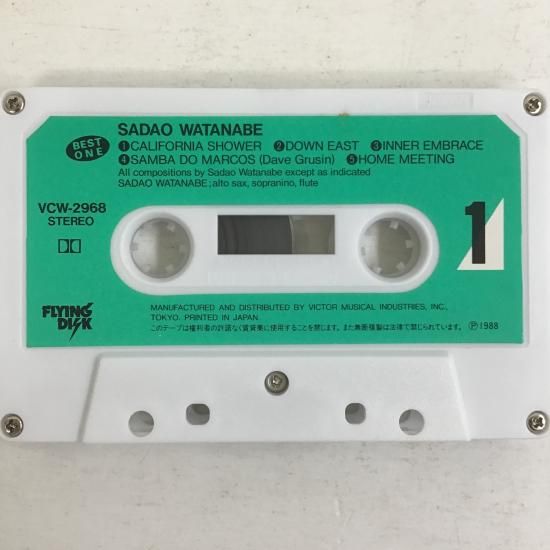 BEST ONE
SADAO WATANABE
❶CALIFORNIA SHOWER ❷DOWN EAST ❸INNER EMBRACE
❹SAMBA DO MARCOS (Dave Grusin) ❺HOME MEETING
All compositions by Sadao Watanabe except as indicated
SADAO WATANABE; alto sax, sopranino, flute
VCW-2968
STEREO
1
FLYING DISK
MANUFACTURED AND DISTRIBUTED BY VICTOR MUSICAL INDUSTRIES, INC.,
TOKYO. PRINTED IN JAPAN.
このテープは権利者の許諾なく賃貸業に使用することを禁じます。また無断複製は法律で禁じられています。 Ⓟ1988